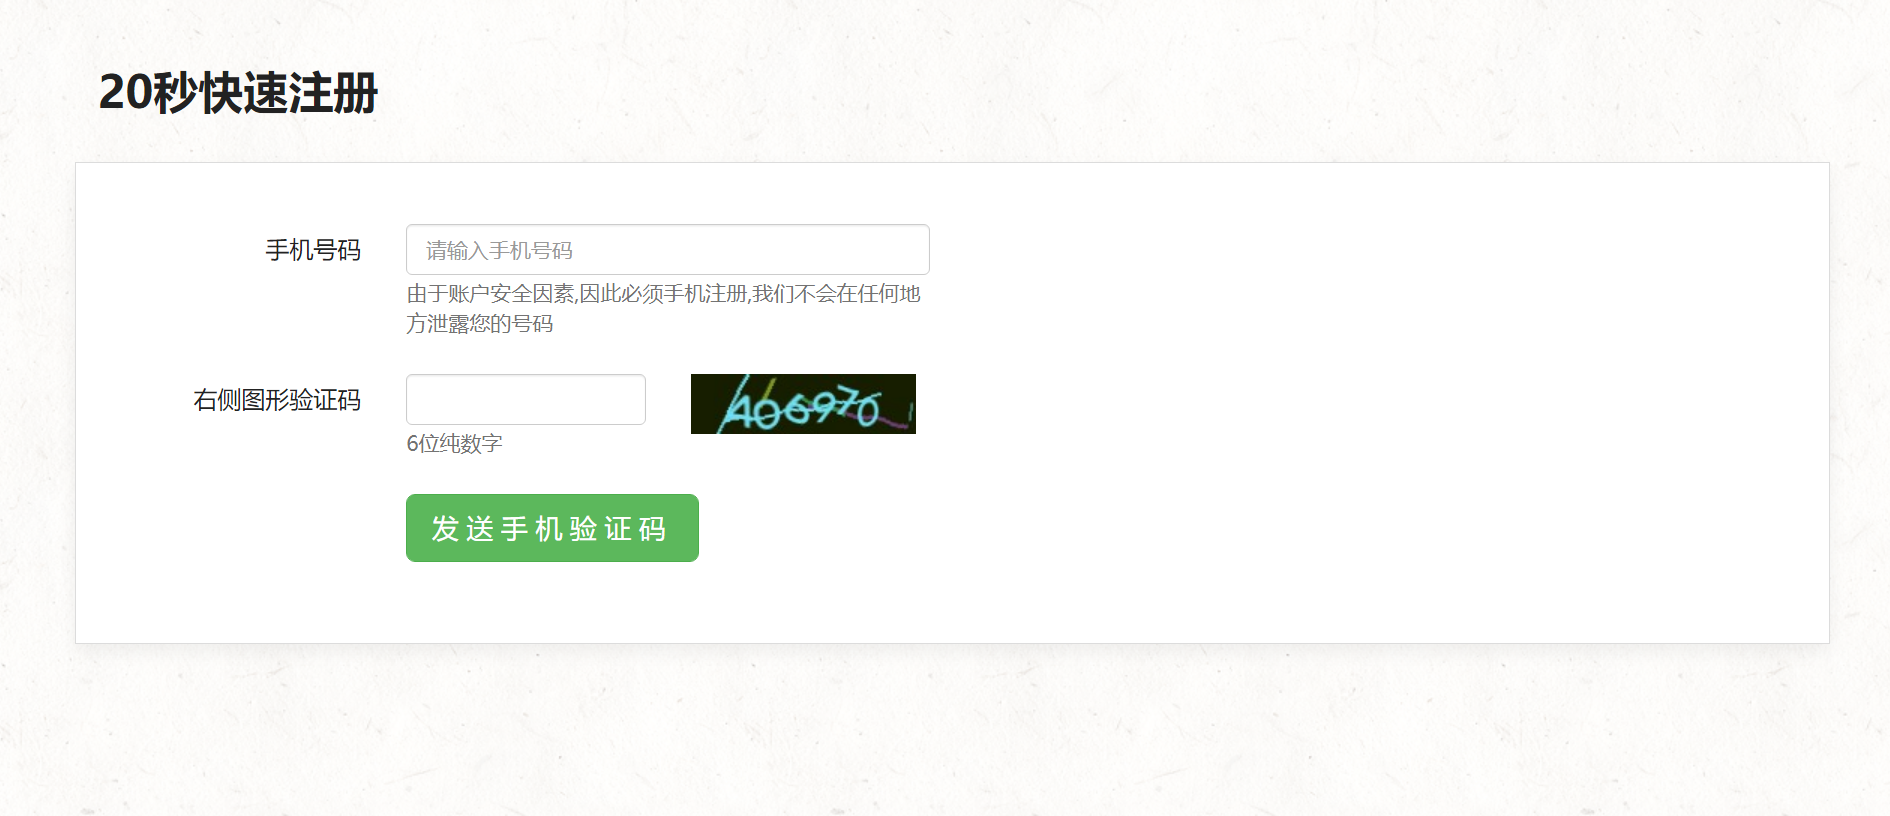 20秒快速注册
手机号码
请输入手机号码
由于账户安全因素,因此必须手机注册,我们不会在任何地
方泄露您的号码
右侧图形验证码
406970
6位纯数字
发送手机验证码